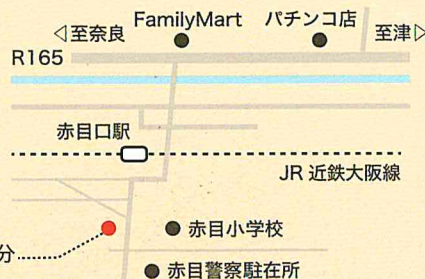 FamilyMart パチンコ店
◁至奈良 至津▷
R165
赤目口駅
JR 近鉄大阪線
赤目小学校
分
赤目警察駐在所